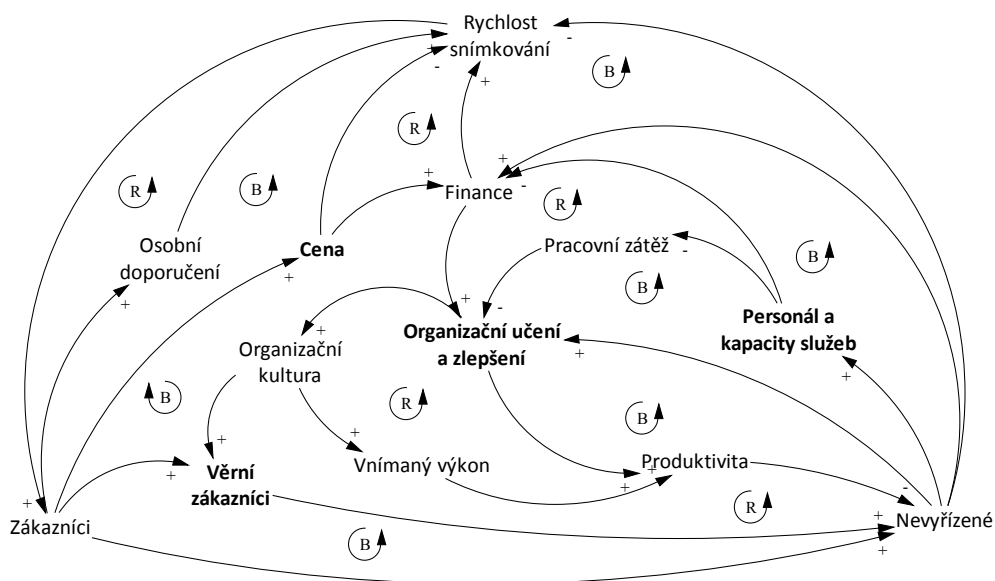 Rychlost
snímkování
+
-
-
+
B
R
R
B
+
+
-
Finance
R
Osobní
doporučení
Cena
Pracovní zátěž
-
B
B
+
+
+
-
Personál a
kapacity služeb
Organizační učení
a zlepšení
+
+
Organizační
kultura
+
B
R
B
+
+
+
Věrní
zákazníci
Vnímaný výkon
+
+
+
Produktivita
-
R
+
Zákazníci
+
Nevyřízené
B
+